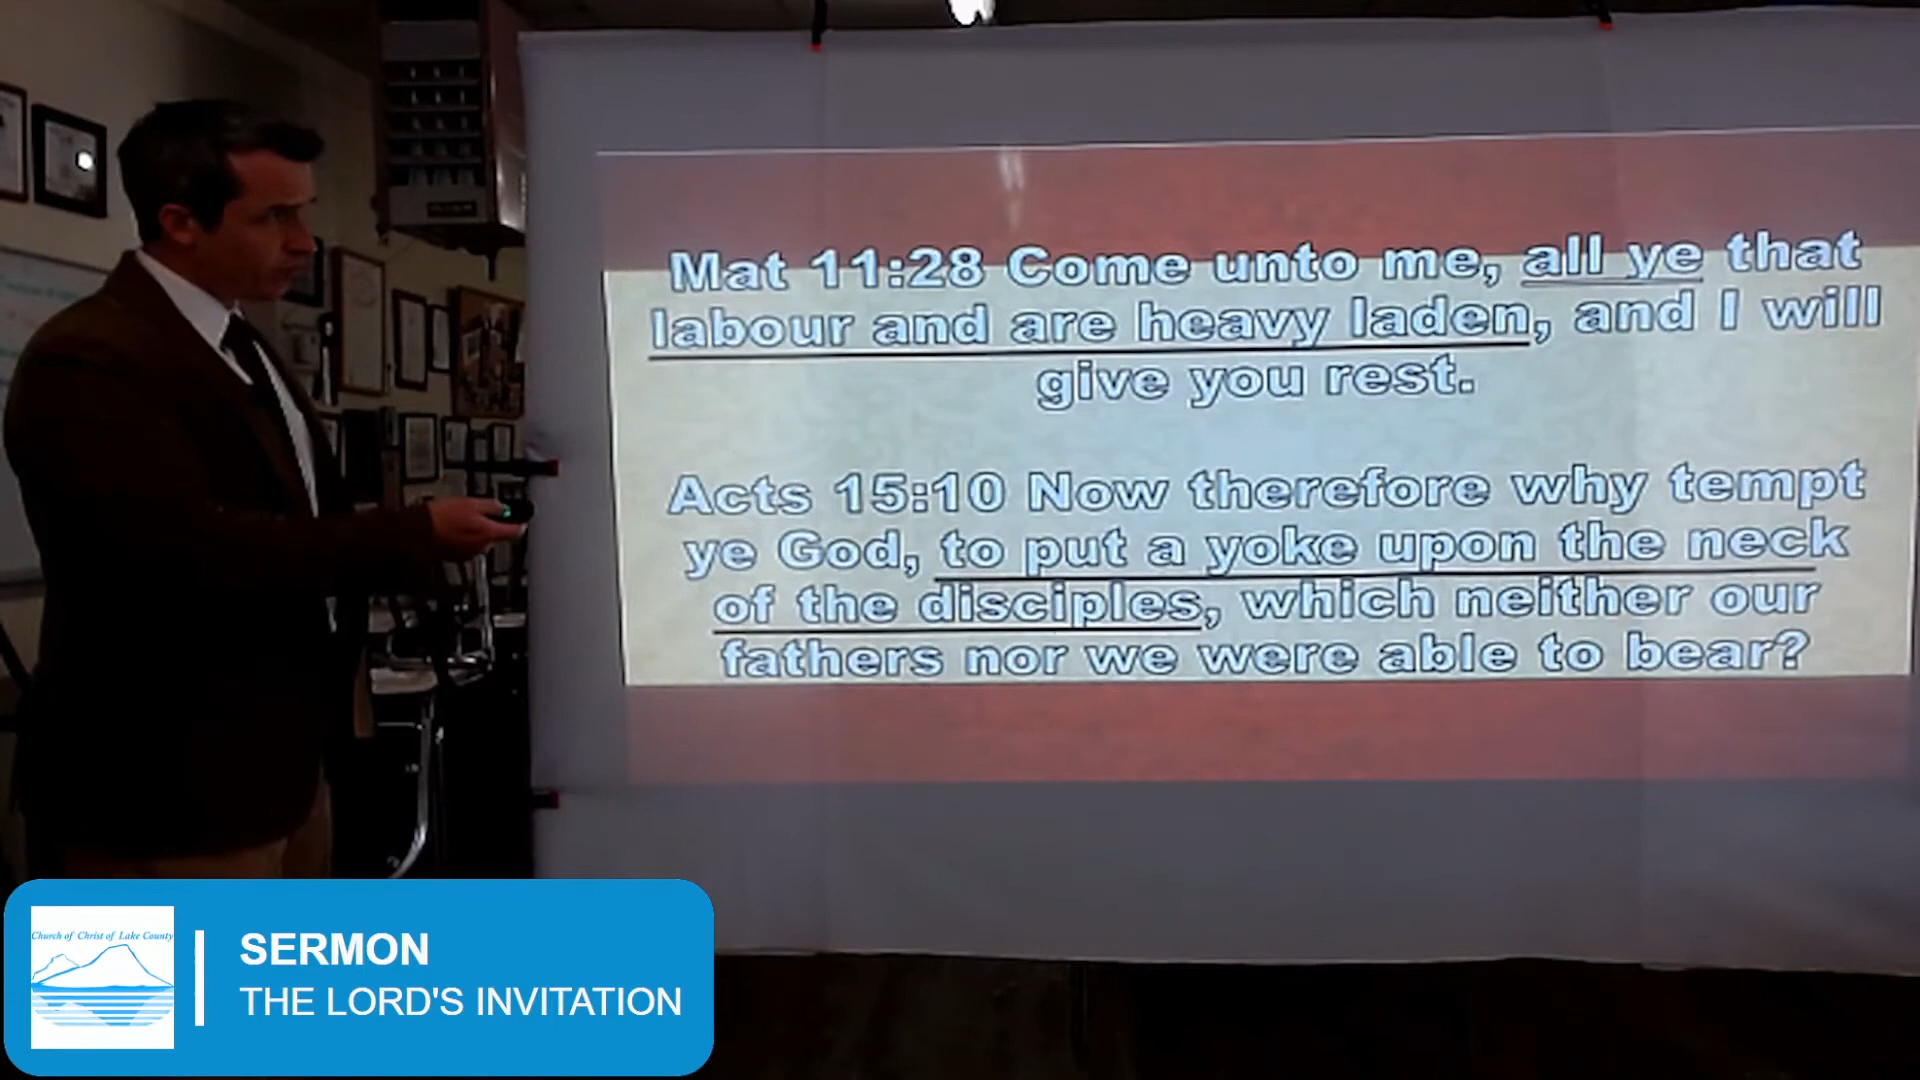 Mat 11:28 Come unto me, all ye that
labour and are heavy laden, and I will
give you rest.
Acts 15:10 Now therefore why tempt
ye God, to put a yoke upon the neck
of the disciples, which neither our
fathers nor we were able to bear?
Church of Christ of Lake County
SERMON
THE LORD'S INVITATION